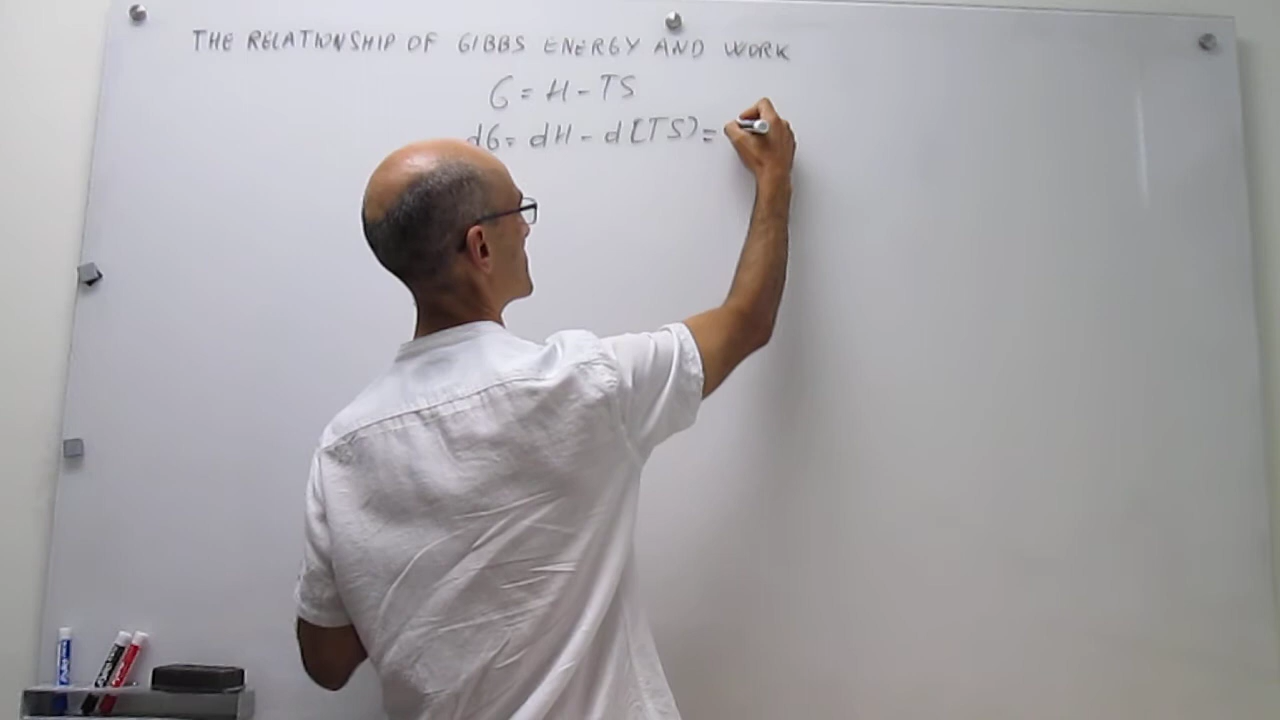 THE RELATIONSHIP OF GIBBS ENERGY AND WORK
G = H - TS
dG = dH - d(TS) =